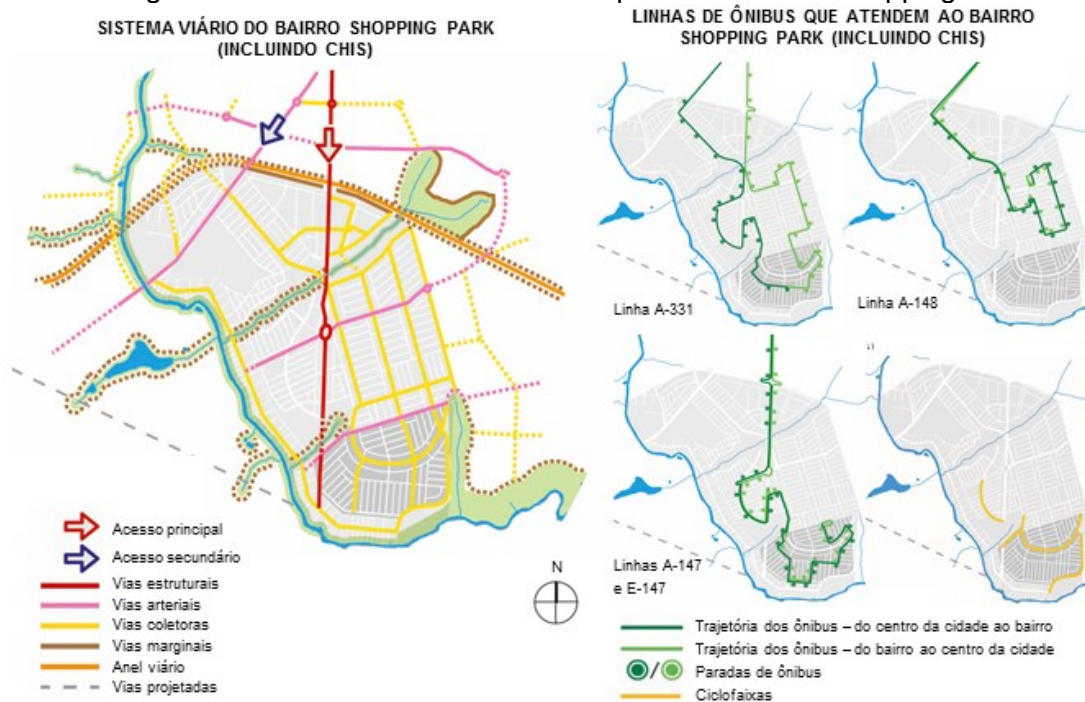 SISTEMA VIÁRIO DO BAIRRO SHOPPING PARK
(INCLUINDO CHIS)
Acesso principal
Acesso secundário
Vias estruturais
Vias arteriais
Vias coletoras
Vias marginais
Anel viário
Vias projetadas
N
LINHAS DE ÔNIBUS QUE ATENDEM AO BAIRRO
SHOPPING PARK (INCLUINDO CHIS)
Linha A-331
Linha A-148
Linhas A-147
e E-147
Trajetória dos ônibus – do centro da cidade ao bairro
Trajetória dos ônibus – do bairro ao centro da cidade
Paradas de ônibus
Ciclofaixas